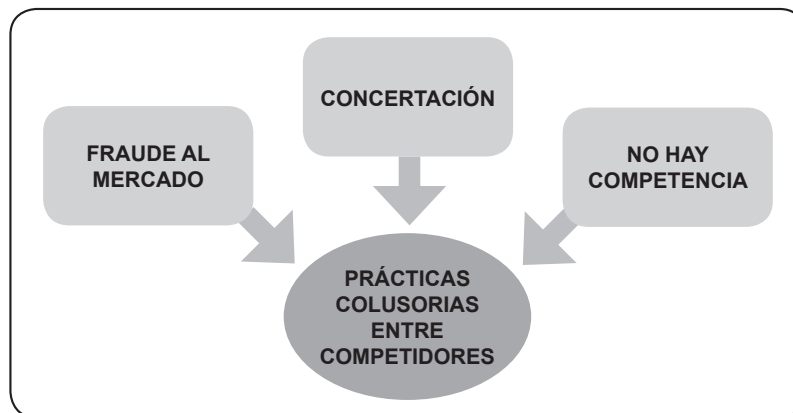 CONCERTACIÓN
FRAUDE AL
MERCADO
NO HAY
COMPETENCIA
PRÁCTICAS
COLUSORIAS
ENTRE
COMPETIDORES